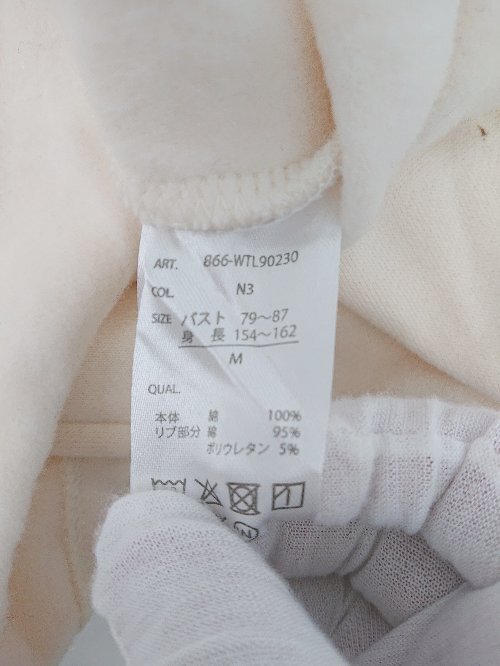 ART. 866-WTL90230
COL. N3
SIZE バスト 79〜87
身 長 154〜162
M
QUAL.
本体 綿 100%
リブ部分 綿 95%
ポリウレタン 5%